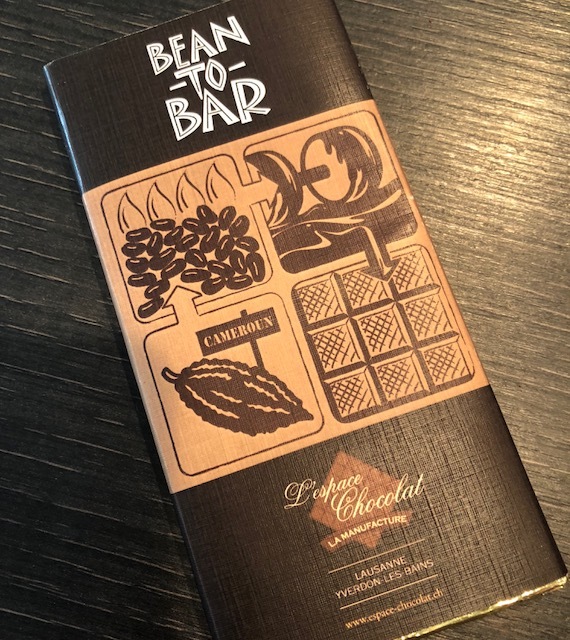 BEAN
-TO-
BAR
CAMEROUN
L'espace
Chocolat
LA MANUFACTURE
LAUSANNE
YVERDON-LES-BAINS
www.espace-chocolat.ch